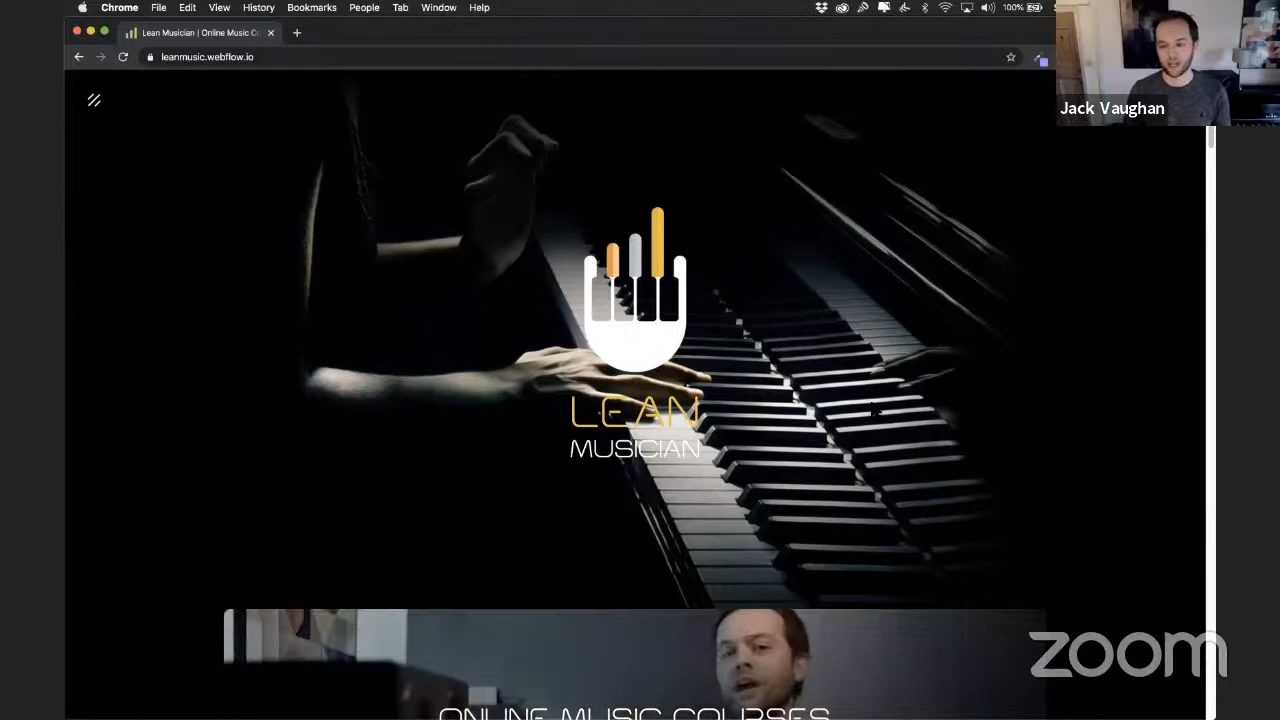 Chrome File Edit View History Bookmarks People Tab Window Help 100%
Lean Musician | Online Music Co
leanmusic.webflow.io
Jack Vaughan
LEAN
MUSICIAN
zoom
ONLINE MUSIC COURSES